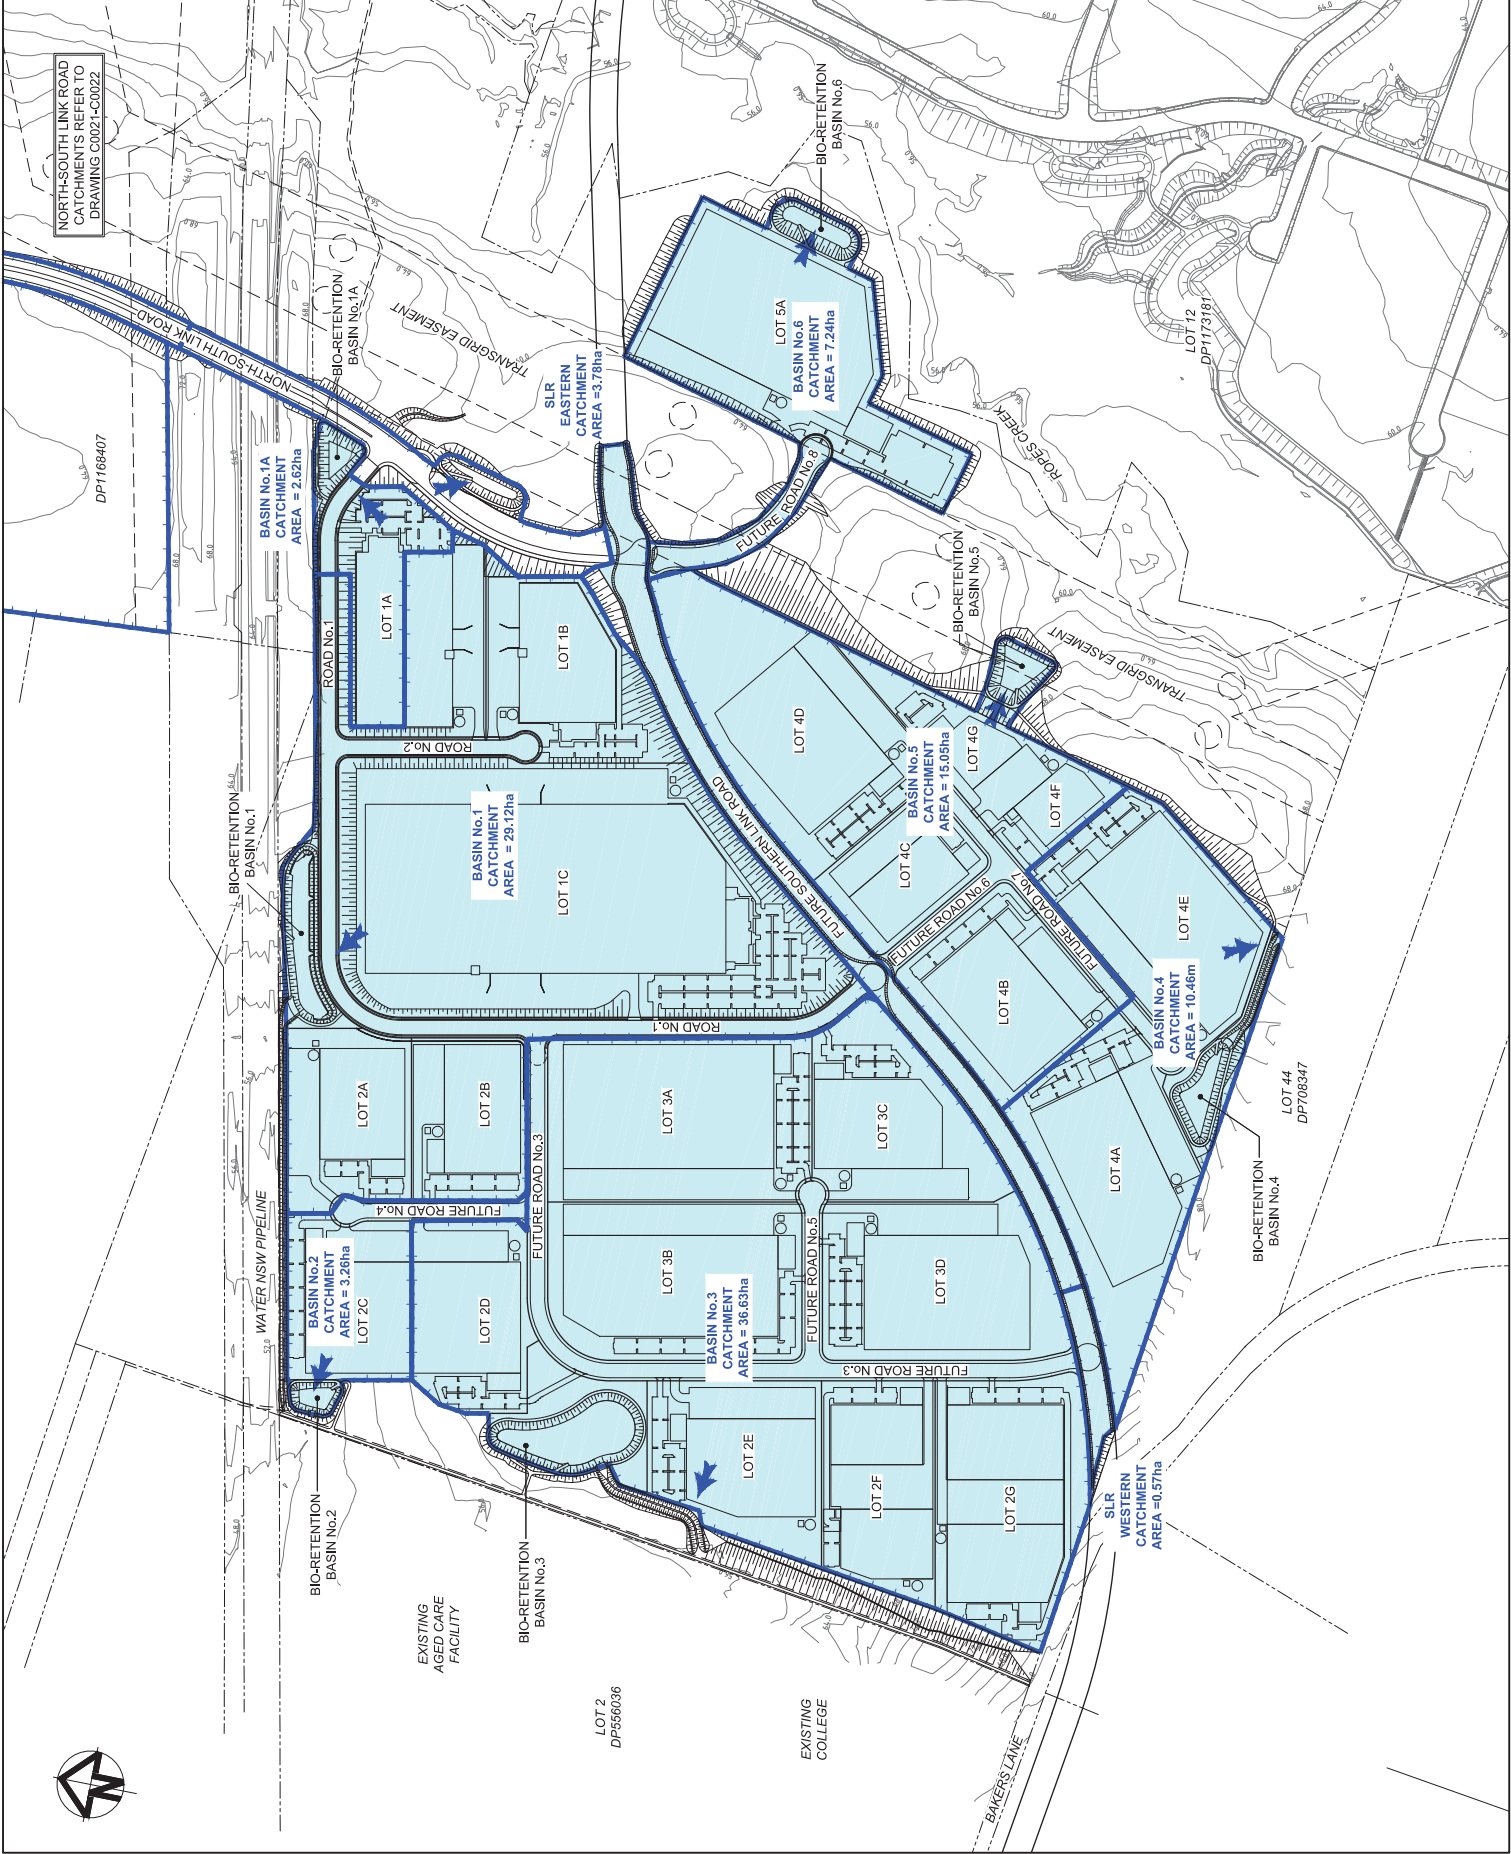 NORTH-SOUTH LINK ROAD
CATCHMENTS REFER TO
DRAWING C0021-C0022
NORTH-SOUTH LINK ROAD
DP1168407
BIO-RETENTION
BASIN No.1A
TRANSGRID EASEMENT
BASIN No.1A
CATCHMENT
AREA = 2.62ha
SLR
EASTERN
CATCHMENT
AREA =3.78ha
BIO-RETENTION
BASIN No.6
LOT 5A
BASIN No.6
CATCHMENT
AREA = 7.24ha
LOT 12
DP1173181
ROPES CREEK
FUTURE ROAD No.8
BIO-RETENTION
BASIN No.5
TRANSGRID EASEMENT
ROAD No.1
LOT 1A
LOT 1B
ROAD No.2
BIO-RETENTION
BASIN No.1
BASIN No.1
CATCHMENT
AREA = 29.12ha
LOT 1C
FUTURE SOUTHERN LINK ROAD
LOT 4D
BASIN No.5
CATCHMENT
AREA = 15.05ha
LOT 4G
LOT 4F
LOT 4C
FUTURE ROAD No.6
FUTURE ROAD No.7
LOT 4E
LOT 4B
BASIN No.4
CATCHMENT
AREA = 10.46m
ROAD No.1
LOT 2A
LOT 2B
LOT 3A
LOT 3C
LOT 4A
LOT 44
DP708347
BIO-RETENTION
BASIN No.4
WATER NSW PIPELINE
FUTURE ROAD No.4
FUTURE ROAD No.3
FUTURE ROAD No.5
BASIN No.2
CATCHMENT
AREA = 3.26ha
LOT 2C
LOT 2D
LOT 3B
BASIN No.3
CATCHMENT
AREA = 36.63ha
LOT 3D
FUTURE ROAD No.3
LOT 2E
LOT 2F
LOT 2G
SLR
WESTERN
CATCHMENT
AREA =0.57ha
BIO-RETENTION
BASIN No.2
BIO-RETENTION
BASIN No.3
EXISTING
AGED CARE
FACILITY
LOT 2
DP556036
EXISTING
COLLEGE
BAKERS LANE
N